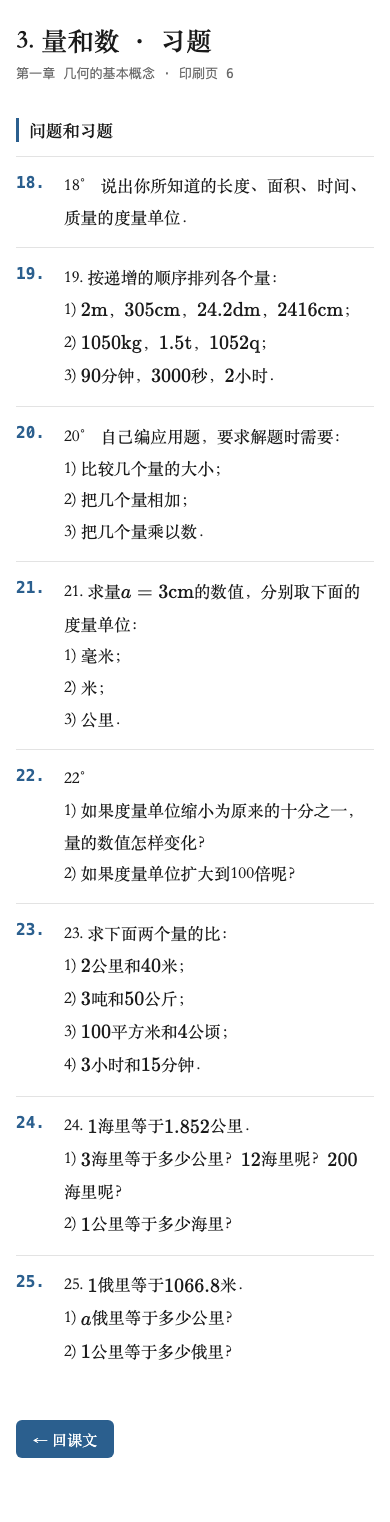 3. 量和数 · 习题
第一章 几何的基本概念 · 印刷页 6
问题和习题
18. 18° 说出你所知道的长度、面积、时间、
质量的度量单位.
19. 19. 按递增的顺序排列各个量:
1) 2m, 305cm, 24.2dm, 2416cm;
2) 1050kg, 1.5t, 1052q;
3) 90分钟, 3000秒, 2小时.
20. 20° 自己编应用题, 要求解题时需要:
1) 比较几个量的大小;
2) 把几个量相加;
3) 把几个量乘以数.
21. 21. 求量a = 3cm的数值, 分别取下面的
度量单位:
1) 毫米;
2) 米;
3) 公里.
22. 22°
1) 如果度量单位缩小为原来的十分之一,
量的数值怎样变化?
2) 如果度量单位扩大到100倍呢?
23. 23. 求下面两个量的比:
1) 2公里和40米;
2) 3吨和50公斤;
3) 100平方米和4公顷;
4) 3小时和15分钟.
24. 24. 1海里等于1.852公里.
1) 3海里等于多少公里? 12海里呢? 200
海里呢?
2) 1公里等于多少海里?
25. 25. 1俄里等于1066.8米.
1) a俄里等于多少公里?
2) 1公里等于多少俄里?
← 回课文